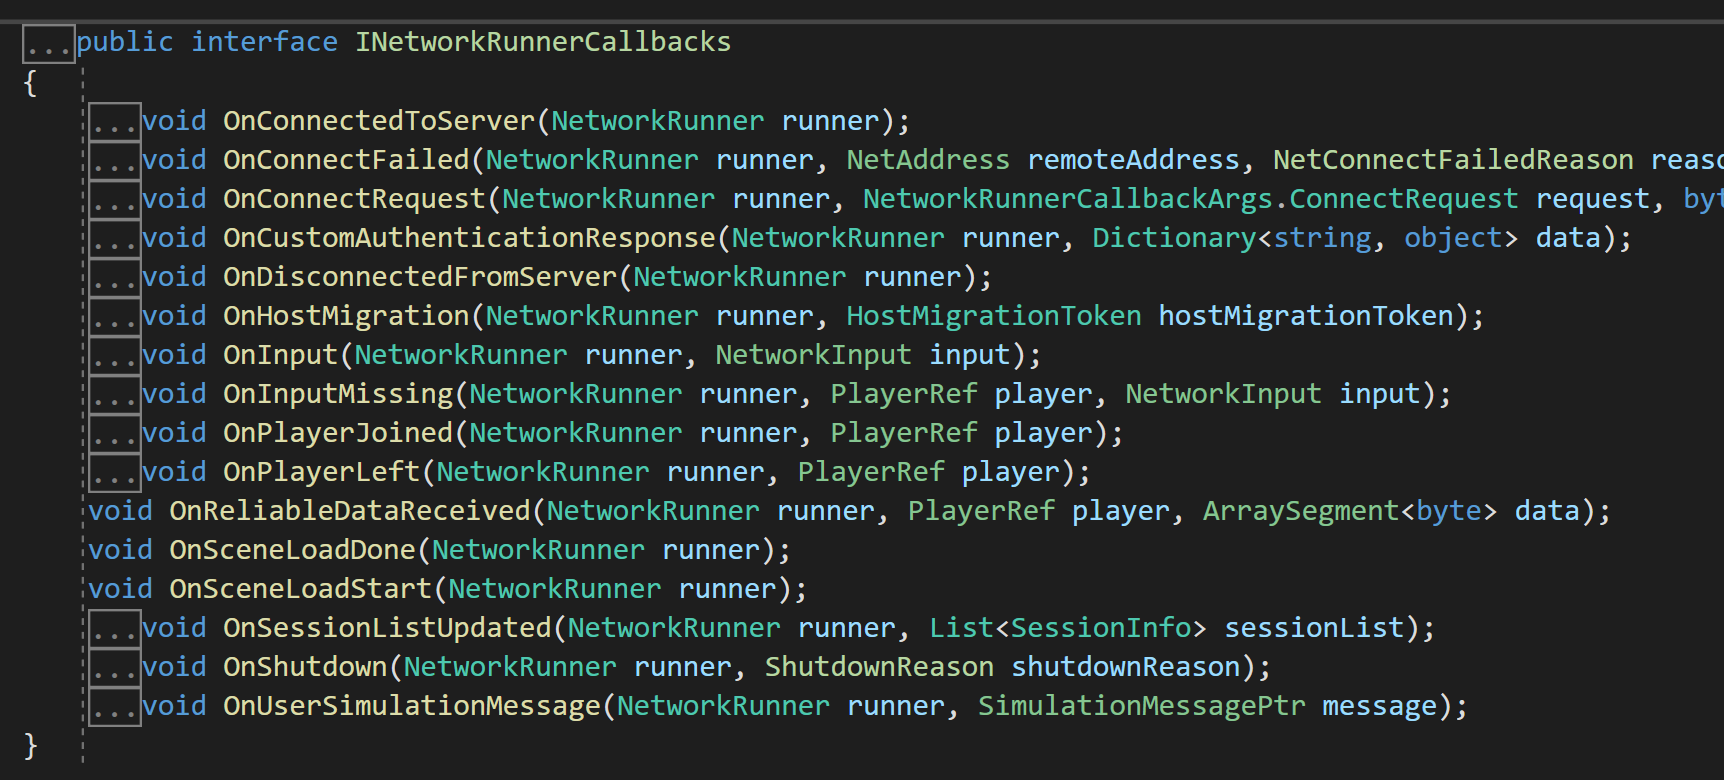 ...public interface INetworkRunnerCallbacks
{
...void OnConnectedToServer(NetworkRunner runner);
...void OnConnectFailed(NetworkRunner runner, NetAddress remoteAddress, NetConnectFailedReason reaso
...void OnConnectRequest(NetworkRunner runner, NetworkRunnerCallbackArgs.ConnectRequest request, byt
...void OnCustomAuthenticationResponse(NetworkRunner runner, Dictionary<string, object> data);
...void OnDisconnectedFromServer(NetworkRunner runner);
...void OnHostMigration(NetworkRunner runner, HostMigrationToken hostMigrationToken);
...void OnInput(NetworkRunner runner, NetworkInput input);
...void OnInputMissing(NetworkRunner runner, PlayerRef player, NetworkInput input);
...void OnPlayerJoined(NetworkRunner runner, PlayerRef player);
...void OnPlayerLeft(NetworkRunner runner, PlayerRef player);
void OnReliableDataReceived(NetworkRunner runner, PlayerRef player, ArraySegment<byte> data);
void OnSceneLoadDone(NetworkRunner runner);
void OnSceneLoadStart(NetworkRunner runner);
...void OnSessionListUpdated(NetworkRunner runner, List<SessionInfo> sessionList);
...void OnShutdown(NetworkRunner runner, ShutdownReason shutdownReason);
...void OnUserSimulationMessage(NetworkRunner runner, SimulationMessagePtr message);
}